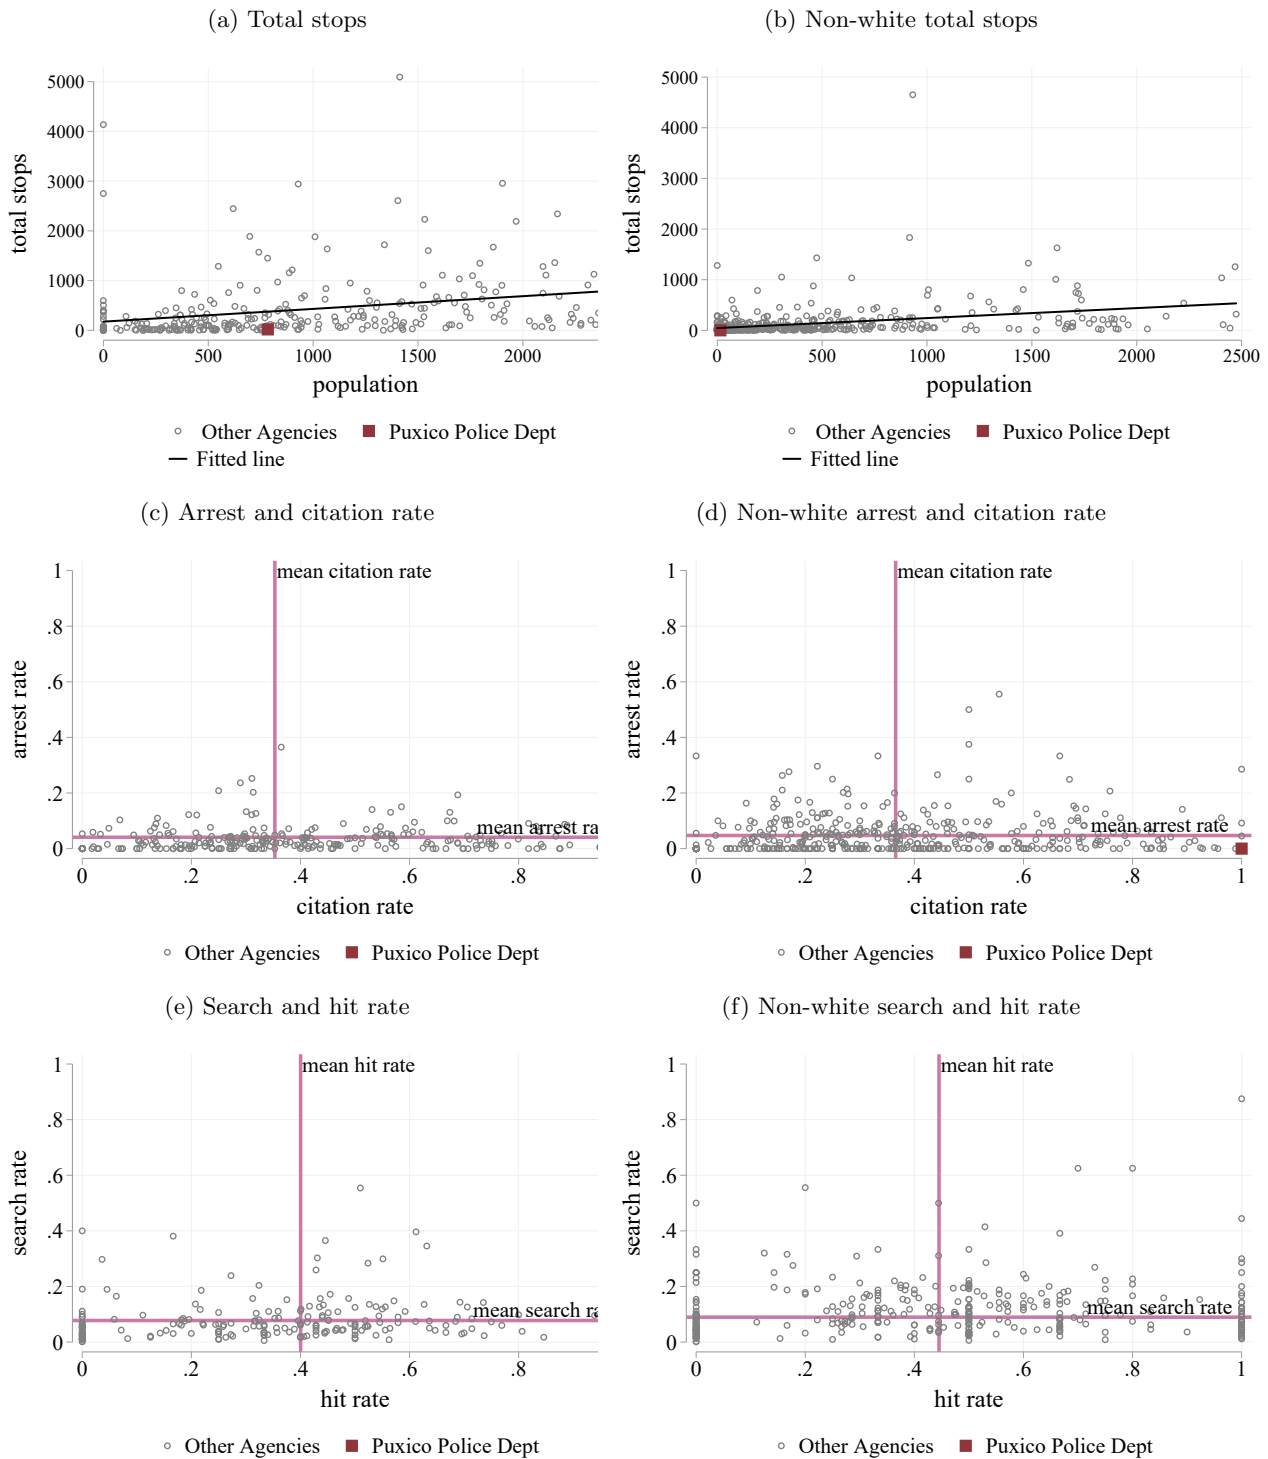 (a) Total stops
total stops
5000
4000
3000
2000
1000
0
0 500 1000 1500 2000
population
Other Agencies Puxico Police Dept
Fitted line
(b) Non-white total stops
total stops
5000
4000
3000
2000
1000
0
0 500 1000 1500 2000 2500
population
Other Agencies Puxico Police Dept
Fitted line
(c) Arrest and citation rate
mean citation rate
arrest rate
1
.8
.6
.4
.2
0
mean arrest ra
0 .2 .4 .6 .8
citation rate
Other Agencies Puxico Police Dept
(d) Non-white arrest and citation rate
mean citation rate
arrest rate
1
.8
.6
.4
.2
0
mean arrest rate
0 .2 .4 .6 .8 1
citation rate
Other Agencies Puxico Police Dept
(e) Search and hit rate
mean hit rate
search rate
1
.8
.6
.4
.2
0
mean search ra
0 .2 .4 .6 .8
hit rate
Other Agencies Puxico Police Dept
(f) Non-white search and hit rate
mean hit rate
search rate
1
.8
.6
.4
.2
0
mean search rate
0 .2 .4 .6 .8 1
hit rate
Other Agencies Puxico Police Dept